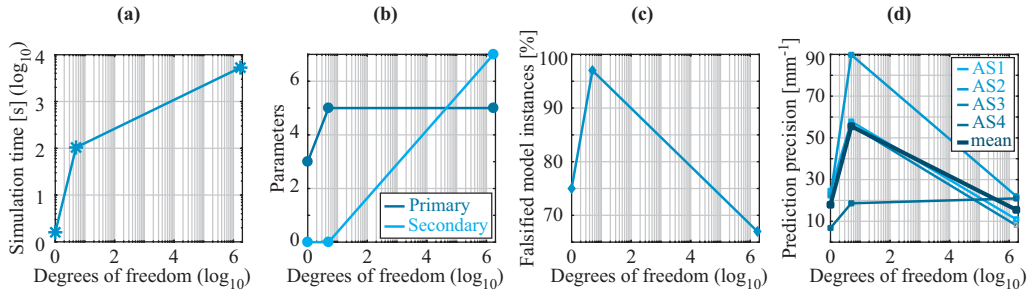 (a)
Simulation time [s] (log10)
4
3
2
1
0
0 2 4 6
Degrees of freedom (log10)
(b)
Parameters
6
4
2
0
Primary
Secondary
0 2 4 6
Degrees of freedom (log10)
(c)
Falsified model instances [%]
100
95
90
85
80
75
70
0 2 4 6
Degrees of freedom (log10)
(d)
Prediction precision [mm-1]
90
70
50
30
10
AS1
AS2
AS3
AS4
mean
0 2 4 6
Degrees of freedom (log10)